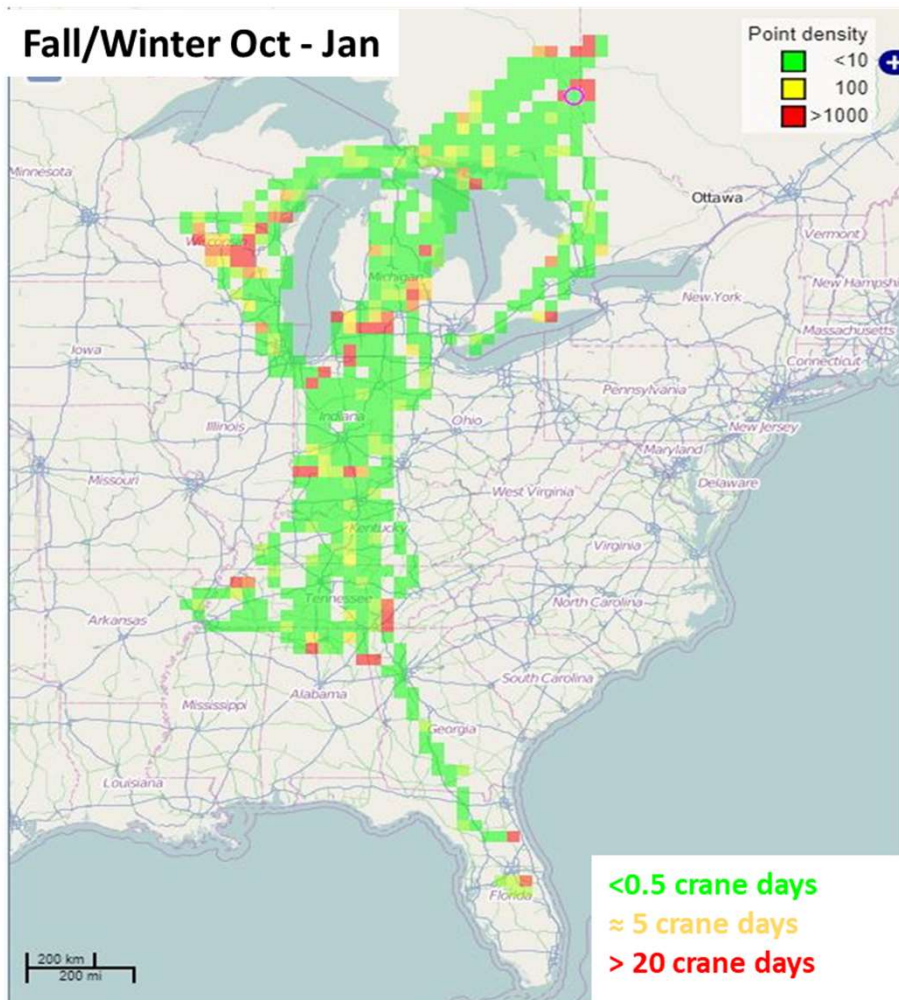 Fall/Winter Oct - Jan
Point density
<10
100
>1000
Minnesota
Ottawa
Wisconsin
Vermont
Michigan
New York
New Hampshi
Massachusetts
Iowa
Connecticut
Pennsylvania
Illinois
Indiana
Ohio
New Jersey
Maryland
Missouri
West Virginia
Delaware
Kentucky
Virginia
Tennessee
North Carolina
Arkansas
South Carolina
Mississippi
Alabama
Georgia
Louisiana
Florida
<0.5 crane days
≈ 5 crane days
> 20 crane days
200 km
200 mi